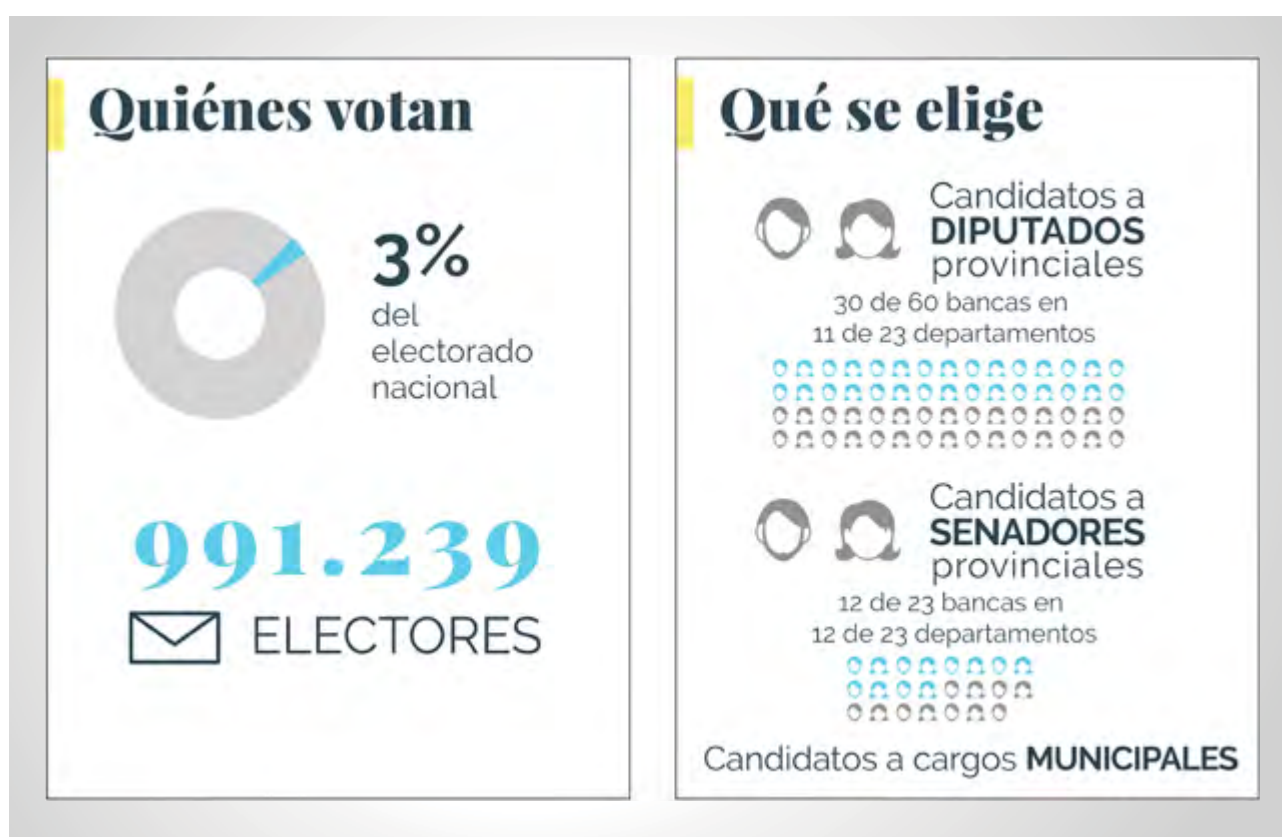 Quiénes votan
3%
del
electorado
nacional
991.239
ELECTORES
Qué se elige
Candidatos a
DIPUTADOS
provinciales
30 de 60 bancas en
11 de 23 departamentos
Candidatos a
SENADORES
provinciales
12 de 23 bancas en
12 de 23 departamentos
Candidatos a cargos MUNICIPALES